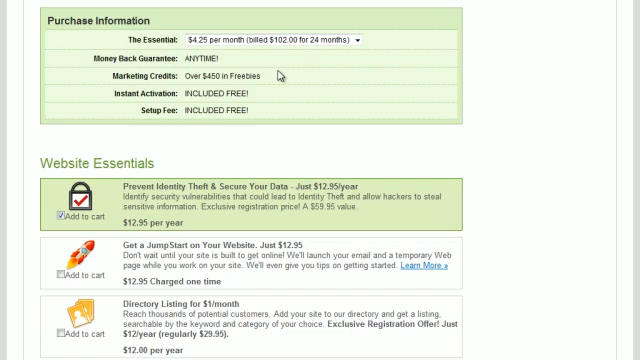 Purchase Information
The Essential: $4.25 per month (billed $102.00 for 24 months)
Money Back Guarantee: ANYTIME!
Marketing Credits: Over $450 in Freebies
Instant Activation: INCLUDED FREE!
Setup Fee: INCLUDED FREE!
Website Essentials
Prevent Identity Theft & Secure Your Data - Just $12.95/year
Identify security vulnerabilities that could lead to Identity Theft and allow hackers to steal
sensitive information. Exclusive registration price! A $59.95 value.
Add to cart
$12.95 per year
Get a JumpStart on Your Website. Just $12.95
Don't wait until your site is built to get online! We'll launch your email and a temporary Web
page while you work on your site. We'll even give you tips on getting started. Learn More »
Add to cart
$12.95 Charged one time
Directory Listing for $1/month
Reach thousands of potential customers. Add your site to our directory and get a listing,
searchable by the keyword and category of your choice. Exclusive Registration Offer! Just
$12/year (regularly $29.95).
Add to cart
$12.00 per year